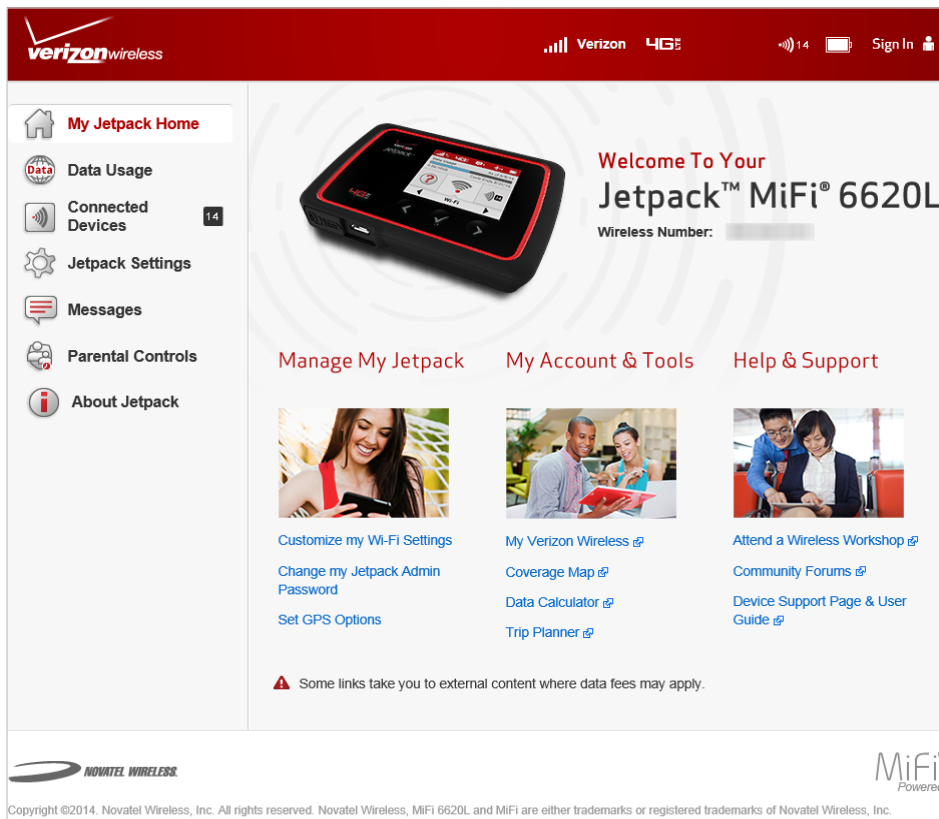 verizonwireless
Verizon 4G LTE
14
Sign In
My Jetpack Home
Data
Data Usage
Connected
Devices
14
Jetpack Settings
Messages
Parental Controls
About Jetpack
Welcome To Your
Jetpack™ MiFi® 6620L
Wireless Number:
Wi-Fi
Manage My Jetpack
My Account & Tools
Help & Support
Customize my Wi-Fi Settings
Change my Jetpack Admin
Password
Set GPS Options
My Verizon Wireless
Coverage Map
Data Calculator
Trip Planner
Attend a Wireless Workshop
Community Forums
Device Support Page & User
Guide
Some links take you to external content where data fees may apply.
NOVATEL WIRELESS.
MiFi
Powered
Copyright ©2014. Novatel Wireless, Inc. All rights reserved. Novatel Wireless, MiFi 6620L and MiFi are either trademarks or registered trademarks of Novatel Wireless, Inc.